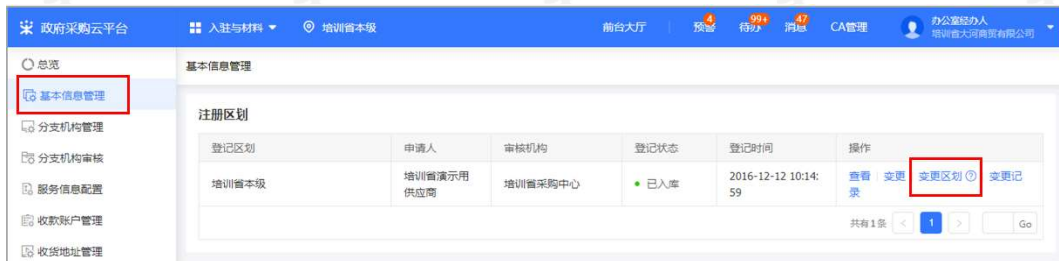 政府采购云平台 入驻与材料 培训省本级 前台大厅 预警 4 待办 99+ 消息 47 CA管理 办公室经办人
培训省大河商贸有限公司
总览
基本信息管理
基本信息管理
分支机构管理
分支机构审核
服务信息配置
收款账户管理
收货地址管理
注册区划
登记区划 申请人 审核机构 登记状态 登记时间 操作
培训省本级 培训省演示用
供应商 培训省采购中心 已入库 2016-12-12 10:14:
59 查看 变更 变更区划 变更记
录
共有1条 < 1 > Go